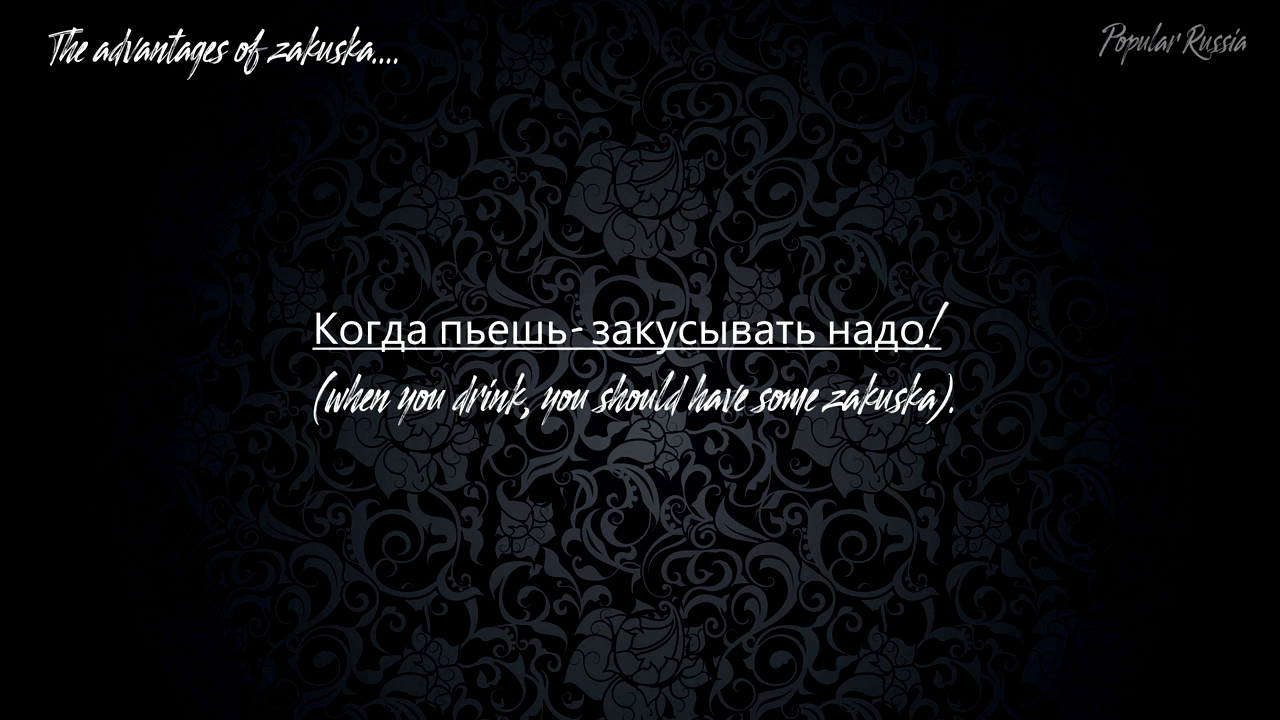 The advantages of zakuska....
Popular Russia
Когда пьешь- закусывать надо!
(when you drink, you should have some zakuska).